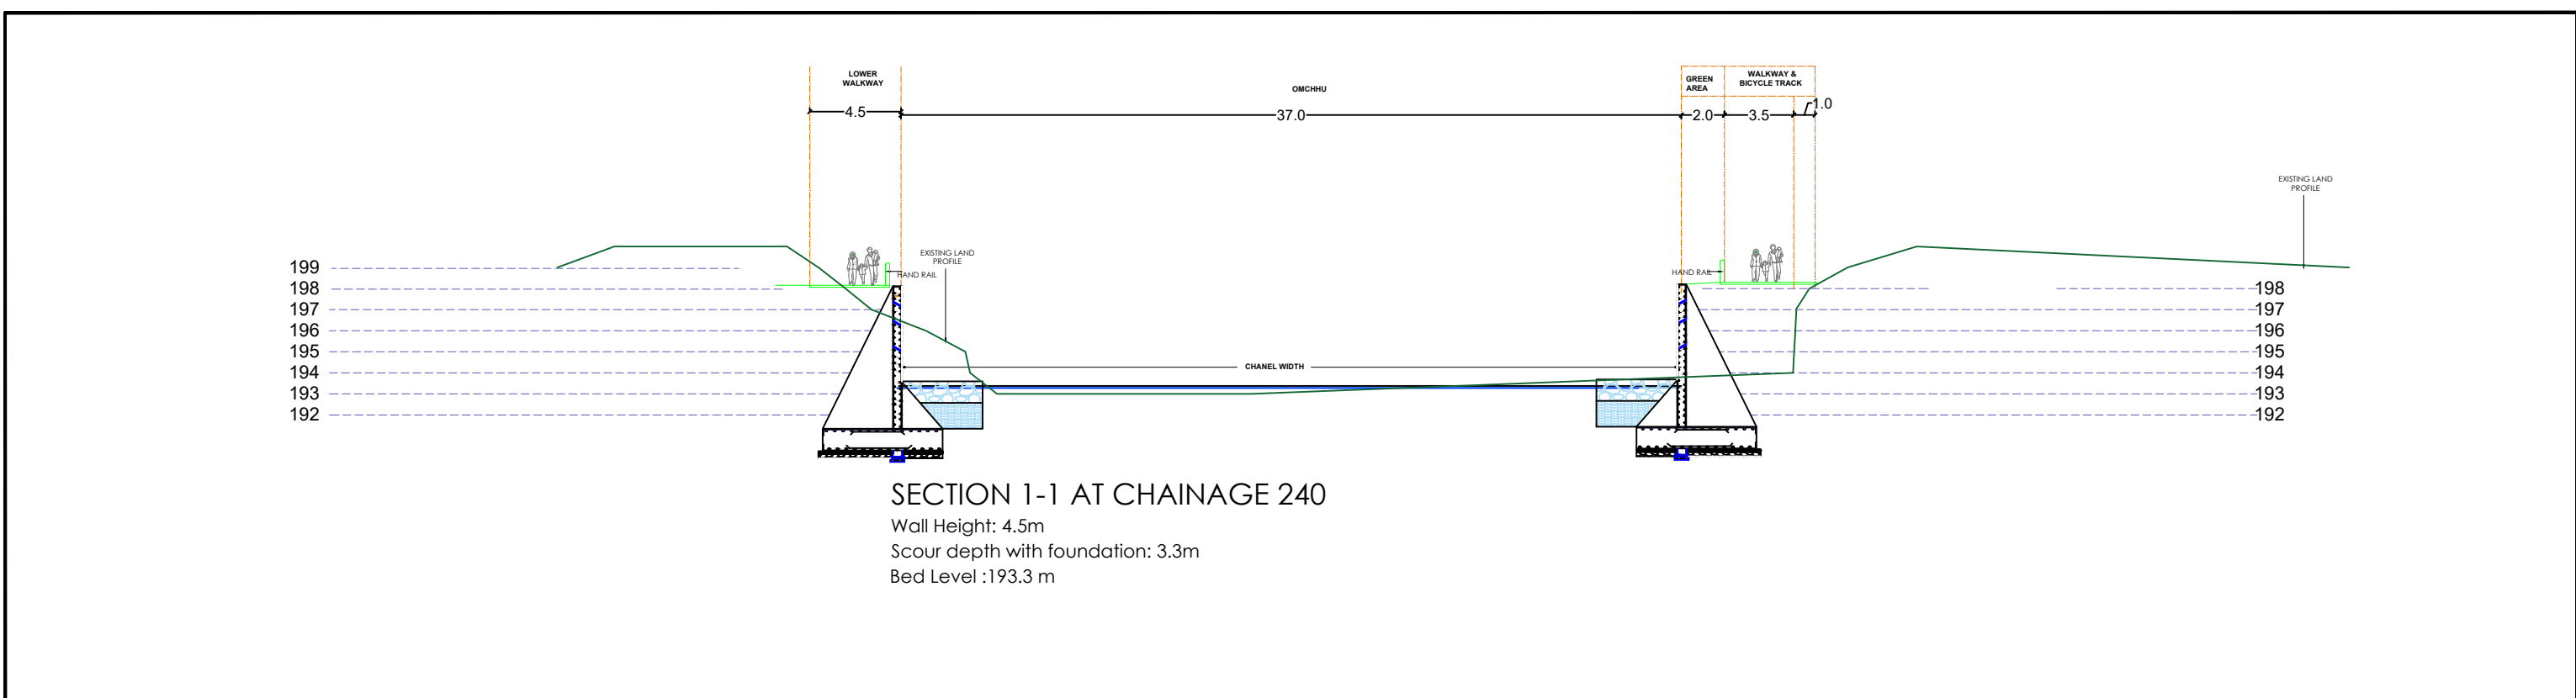 LOWER
WALKWAY
OMCHHU
GREEN
AREA
WALKWAY &
BICYCLE TRACK
4.5
37.0
2.0
3.5
1.0
EXISTING LAND
PROFILE
EXISTING LAND
PROFILE
HAND RAIL
HAND RAIL
199
198
197
196
195
194
193
192
198
197
196
195
194
193
192
CHANEL WIDTH
SECTION 1-1 AT CHAINAGE 240
Wall Height: 4.5m
Scour depth with foundation: 3.3m
Bed Level :193.3 m